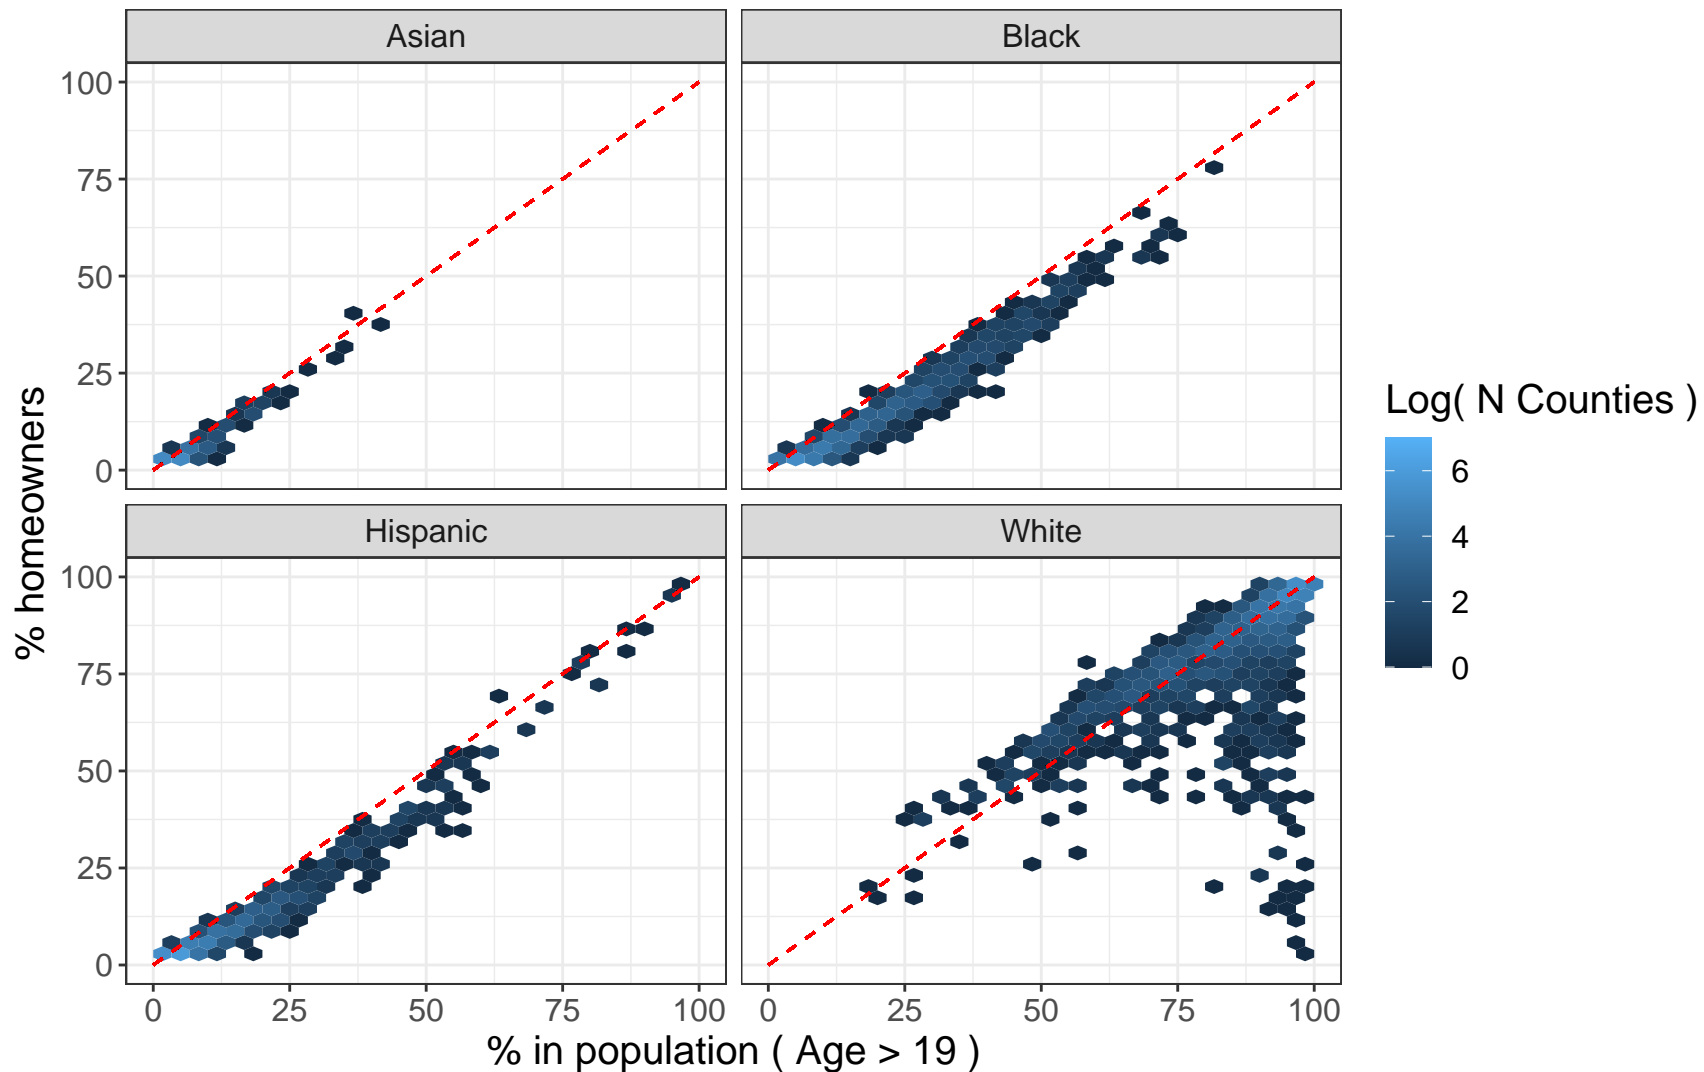 Asian
Black
100
75
50
25
0
Hispanic
White
100
75
50
25
0
0 25 50 75 100
0 25 50 75 100
% in population ( Age > 19 )
% homeowners
Log( N Counties )
6
4
2
0